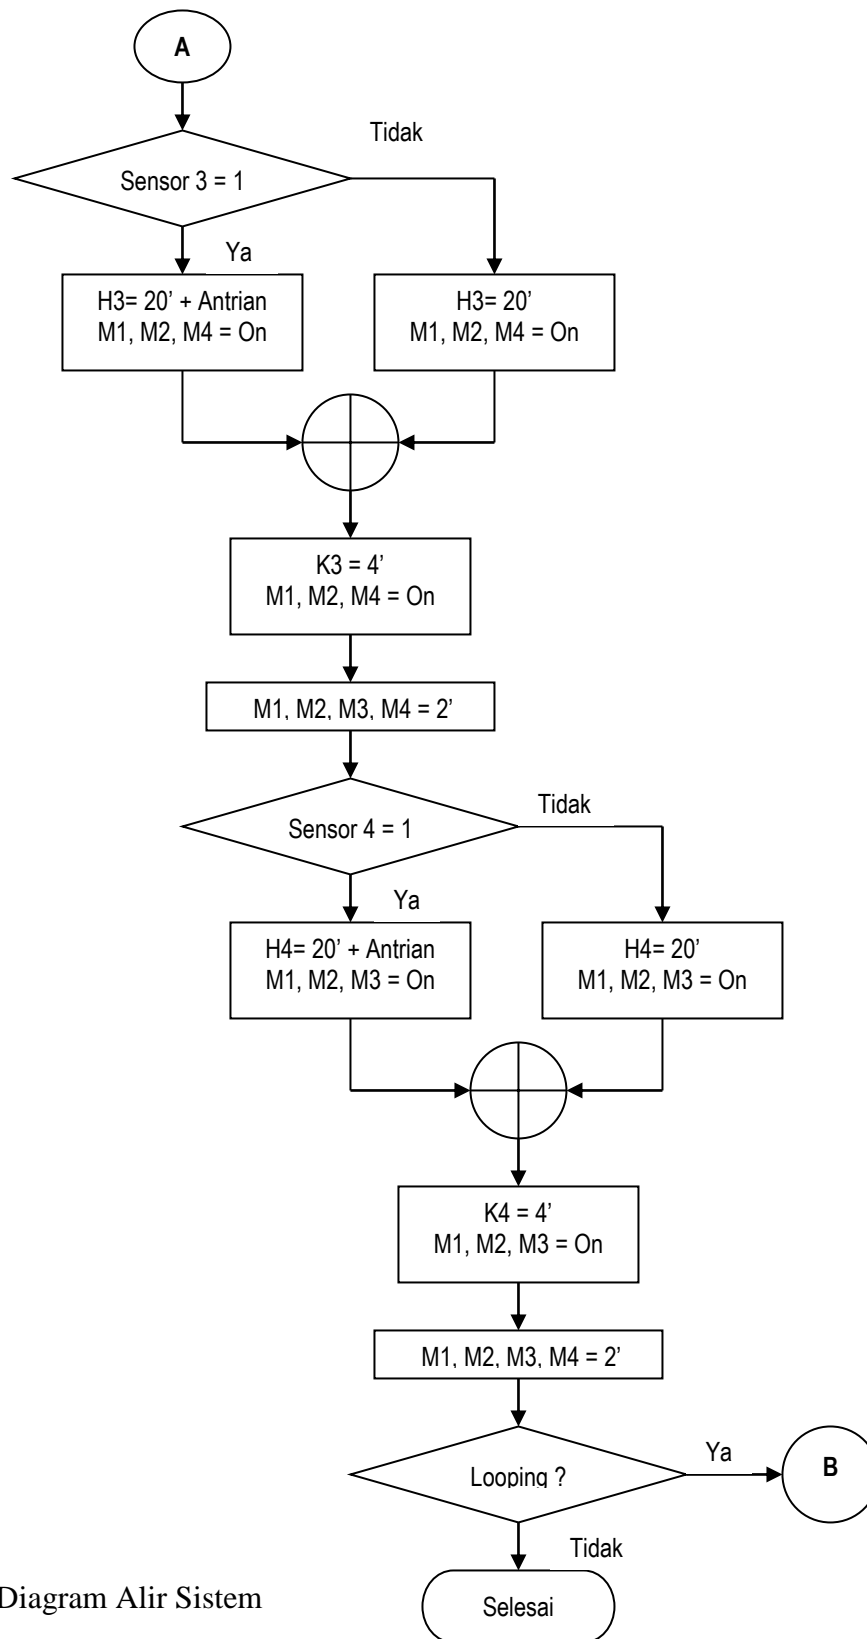 A
Tidak
Sensor 3 = 1
Ya
H3= 20’ + Antrian
M1, M2, M4 = On
H3= 20’
M1, M2, M4 = On
K3 = 4’
M1, M2, M4 = On
M1, M2, M3, M4 = 2’
Tidak
Sensor 4 = 1
Ya
H4= 20’ + Antrian
M1, M2, M3 = On
H4= 20’
M1, M2, M3 = On
K4 = 4’
M1, M2, M3 = On
M1, M2, M3, M4 = 2’
Ya
B
Looping ?
Tidak
Selesai
Diagram Alir Sistem